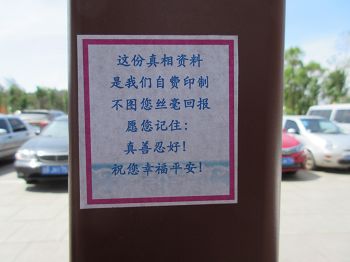 这份真相资料
是我们自费印制
不图您丝毫回报
愿您记住：
真善忍好！
祝您幸福平安！